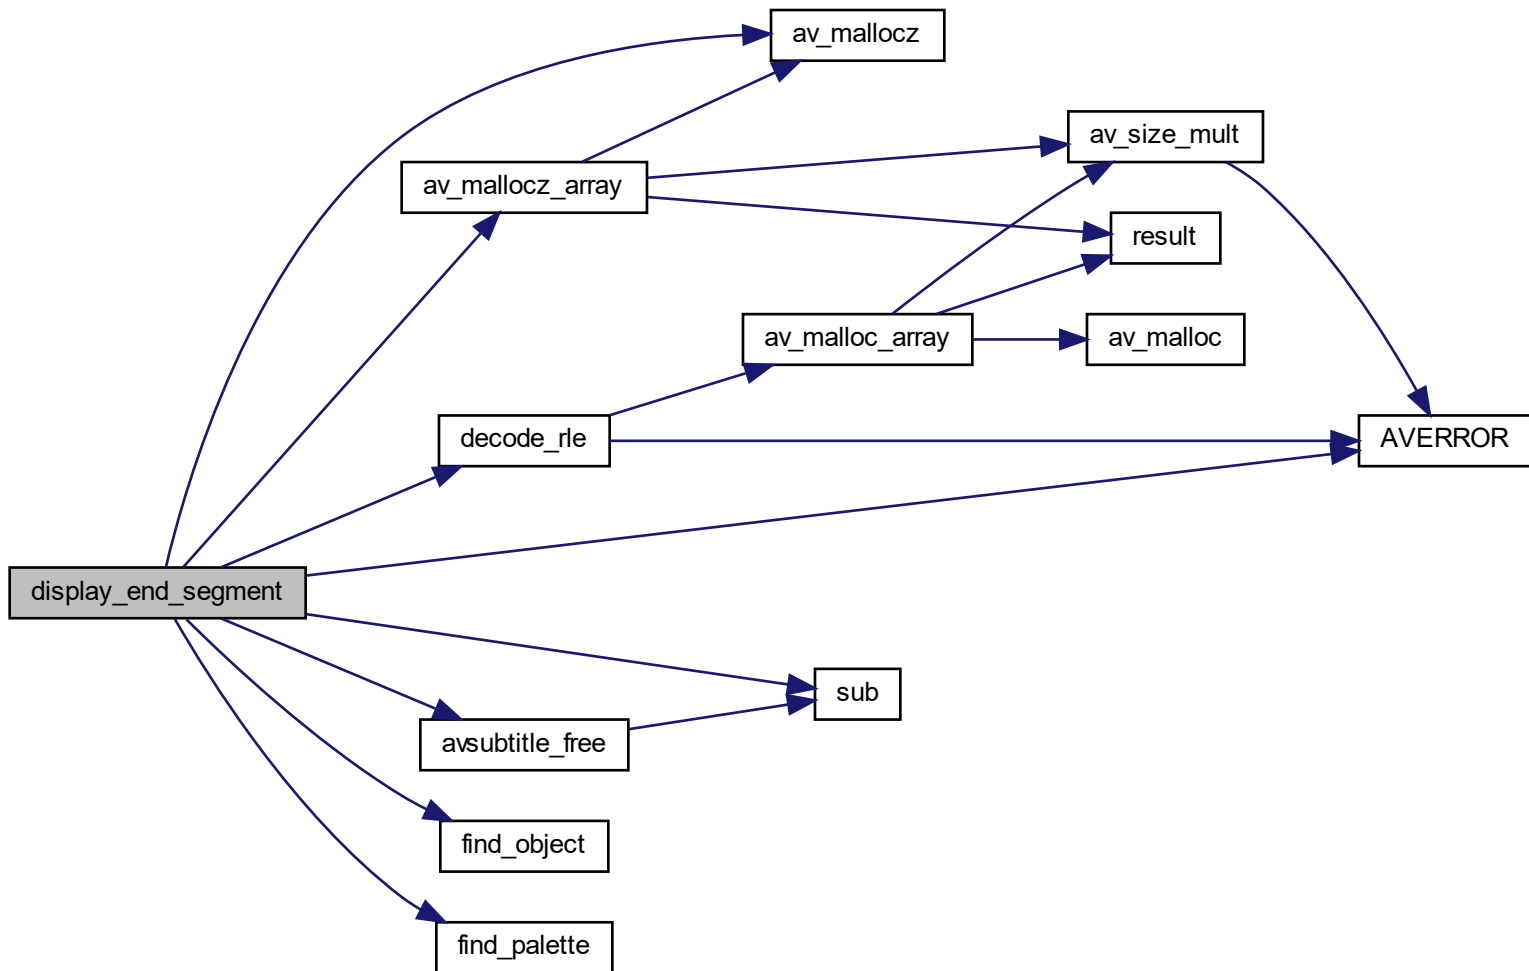 av_mallocz
av_size_mult
av_mallocz_array
result
av_malloc_array
av_malloc
decode_rle
AVERROR
display_end_segment
sub
avsubtitle_free
find_object
find_palette